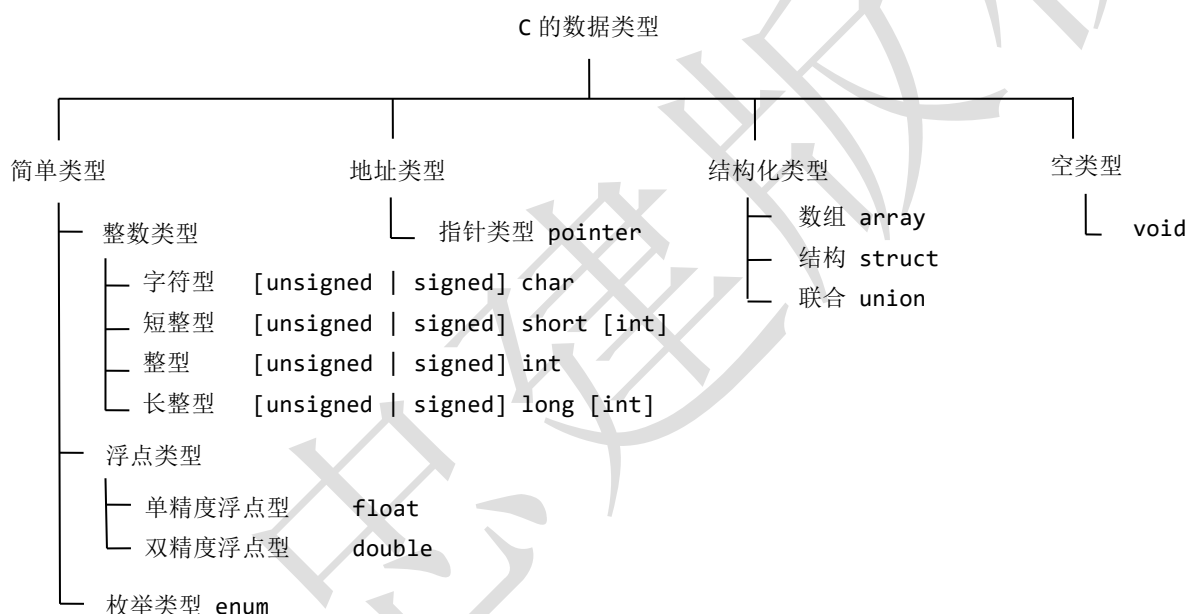 C 的数据类型
简单类型 地址类型 结构化类型 空类型
整数类型 指针类型 pointer 数组 array void
结构 struct
字符型 [unsigned | signed] char
联合 union
短整型 [unsigned | signed] short [int]
整型 [unsigned | signed] int
长整型 [unsigned | signed] long [int]
浮点类型
单精度浮点型 float
双精度浮点型 double
枚举类型 enum